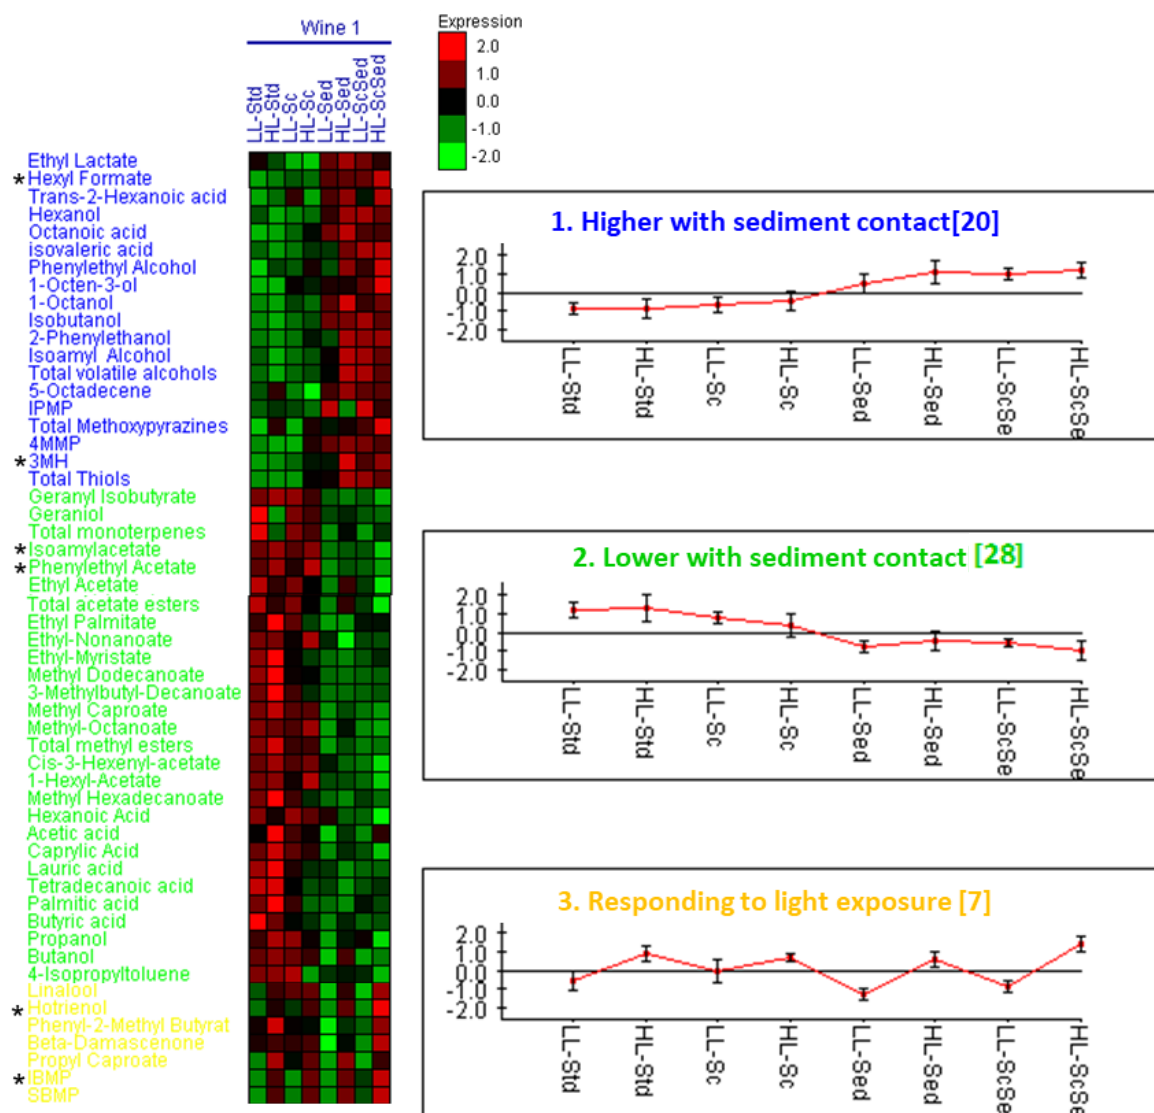 Wine 1
LL-Std
HL-Std
LL-Sc
HL-Sc
LL-Sed
HL-Sed
LL-ScSed
HL-ScSed
Expression
2.0
1.0
0.0
-1.0
-2.0
Ethyl Lactate
*Hexyl Formate
Trans-2-Hexanoic acid
Hexanol
Octanoic acid
isovaleric acid
Phenylethyl Alcohol
1-Octen-3-ol
1-Octanol
Isobutanol
2-Phenylethanol
Isoamyl Alcohol
Total volatile alcohols
5-Octadecene
IPMP
Total Methoxypyrazines
4MMP
*3MH
Total Thiols
Geranyl Isobutyrate
Geraniol
Total monoterpenes
*Isoamylacetate
*Phenylethyl Acetate
Ethyl Acetate
Total acetate esters
Ethyl Palmitate
Ethyl-Nonanoate
Ethyl-Myristate
Methyl Dodecanoate
3-Methylbutyl-Decanoate
Methyl Caproate
Methyl-Octanoate
Total methyl esters
Cis-3-Hexenyl-acetate
1-Hexyl-Acetate
Methyl Hexadecanoate
Hexanoic Acid
Acetic acid
Caprylic Acid
Lauric acid
Tetradecanoic acid
Palmitic acid
Butyric acid
Propanol
Butanol
4-Isopropyltoluene
Linalool
*Hotrienol
Phenyl-2-Methyl Butyrat
Beta-Damascenone
Propyl Caproate
*IBMP
SBMP
1. Higher with sediment contact[20]
2.0
1.0
0.0
-1.0
-2.0
LL-Std
HL-Std
LL-Sc
HL-Sc
LL-Sed
HL-Sed
LL-ScSe
HL-ScSe
2. Lower with sediment contact [28]
2.0
1.0
0.0
-1.0
-2.0
LL-Std
HL-Std
LL-Sc
HL-Sc
LL-Sed
HL-Sed
LL-ScSe
HL-ScSe
3. Responding to light exposure [7]
2.0
1.0
0.0
-1.0
-2.0
LL-Std
HL-Std
LL-Sc
HL-Sc
LL-Sed
HL-Sed
LL-ScSe
HL-ScSe